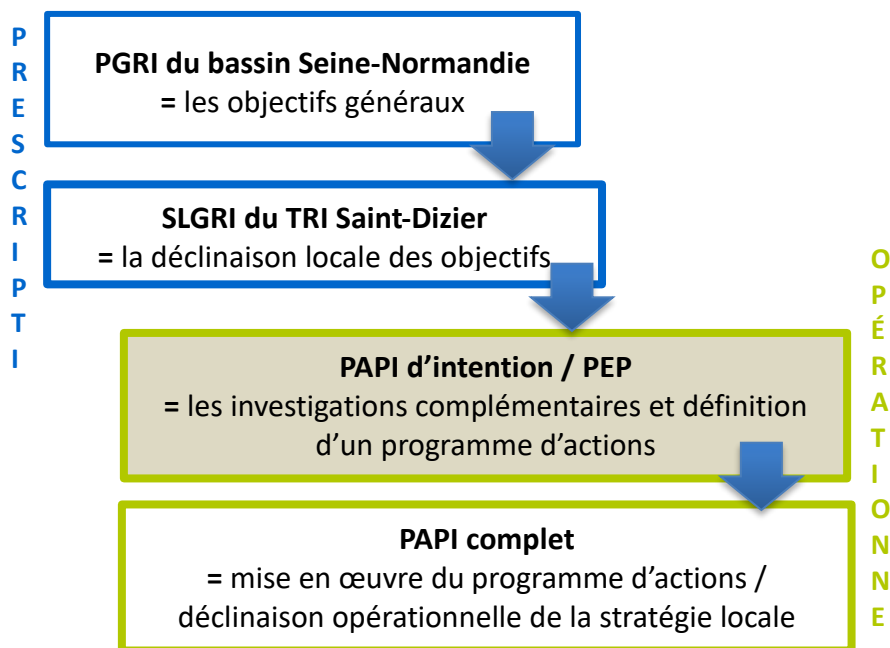 PRESCRIPTI
PGRI du bassin Seine-Normandie
= les objectifs généraux
SLGRI du TRI Saint-Dizier
= la déclinaison locale des objectifs
OPÉRATIONNE
PAPI d’intention / PEP
= les investigations complémentaires et définition
d’un programme d’actions
PAPI complet
= mise en œuvre du programme d’actions /
déclinaison opérationnelle de la stratégie locale